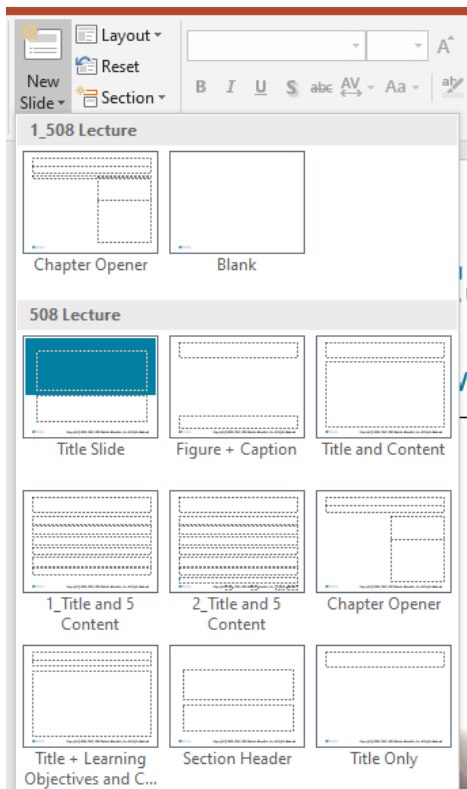 Layout
Reset
New
Slide
Section
B I U S abc AV Aa aby
A
1_508 Lecture
Chapter Opener
Blank
508 Lecture
Title Slide
Figure + Caption
Title and Content
1_Title and 5
Content
2_Title and 5
Content
Chapter Opener
Title + Learning
Objectives and C...
Section Header
Title Only